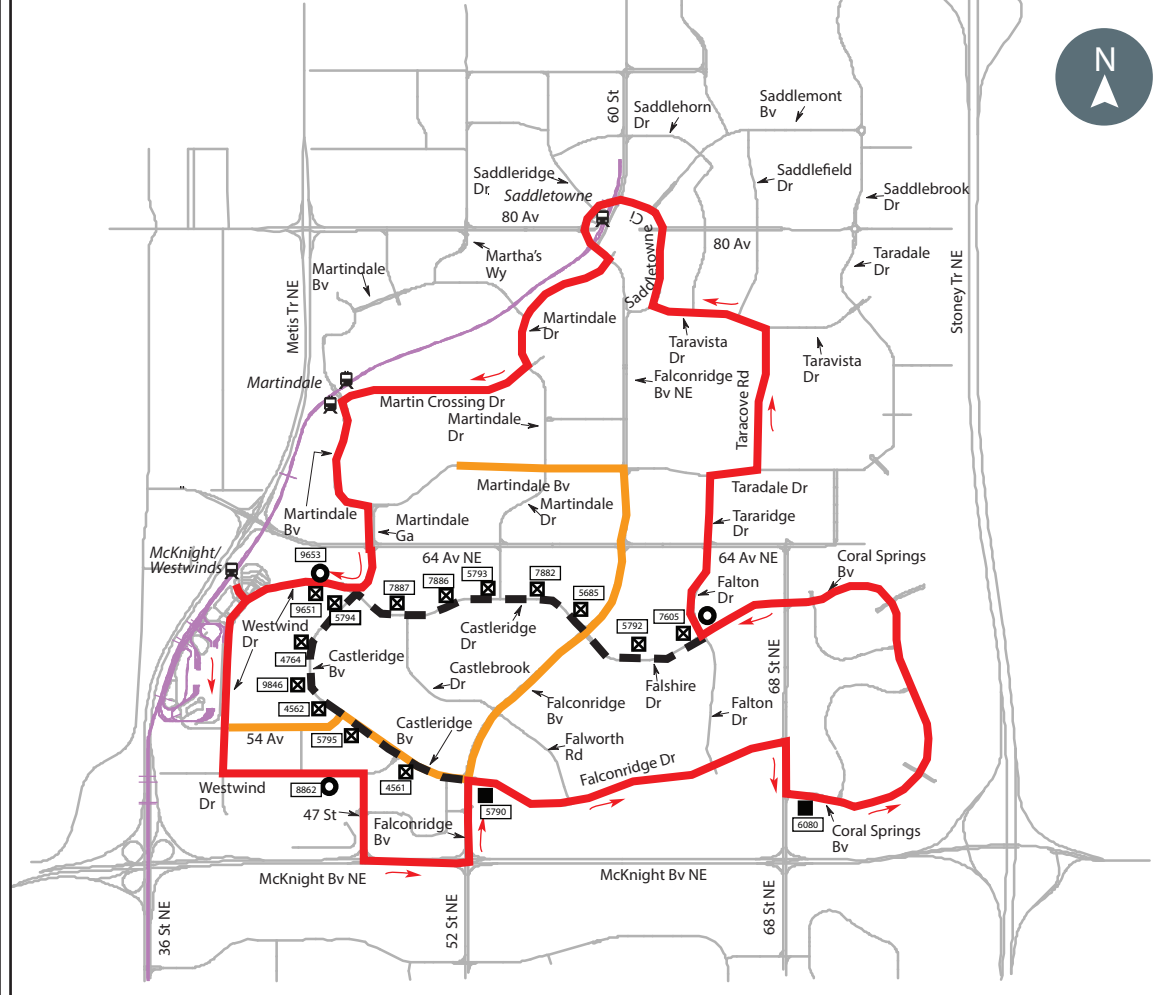 N
60 St
Saddlehorn
Dr
Saddlemont
Bv
Saddleridge
Dr
Saddletowne
80 Av
Saddlefield
Dr
Saddlebrook
Dr
Saddletowne Ci
80 Av
Martha's
Wy
Taradale
Dr
Martindale
Bv
Metis Tr NE
Stoney Tr NE
Martindale
Dr
Taravista
Dr
Taravista
Dr
Martindale
Falconridge
Bv NE
Taracove Rd
Martin Crossing Dr
Martindale
Dr
Martindale Bv
Taradale Dr
Martindale
Dr
Martindale
Bv
Martindale
Ga
Tararidge
Dr
McKnight/
Westwinds
9653
64 Av NE
64 Av NE
Coral Springs
Bv
7887
7886
5793
7882
5685
Falton
Dr
9651
5794
5792
7605
Westwind
Dr
Castleridge
Dr
4764
Castleridge
Bv
68 St NE
9846
Castlebrook
Dr
Falshire
Dr
4562
Falconridge
Bv
Falton
Dr
54 Av
5795
Castleridge
Bv
Falworth
Rd
4561
Falconridge Dr
Westwind
Dr
8862
5790
47 St
Falconridge
Bv
6080
Coral Springs
Bv
McKnight Bv NE
McKnight Bv NE
36 St NE
52 St NE
68 St NE